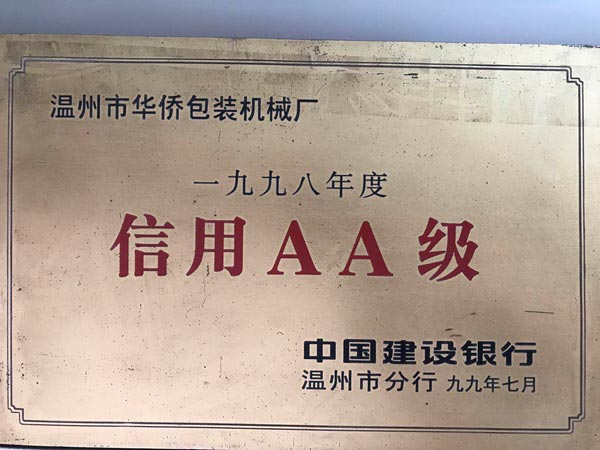 温州市华侨包装机械厂
一九九八年度
信用AA级
中国建设银行
温州市分行 九九年七月